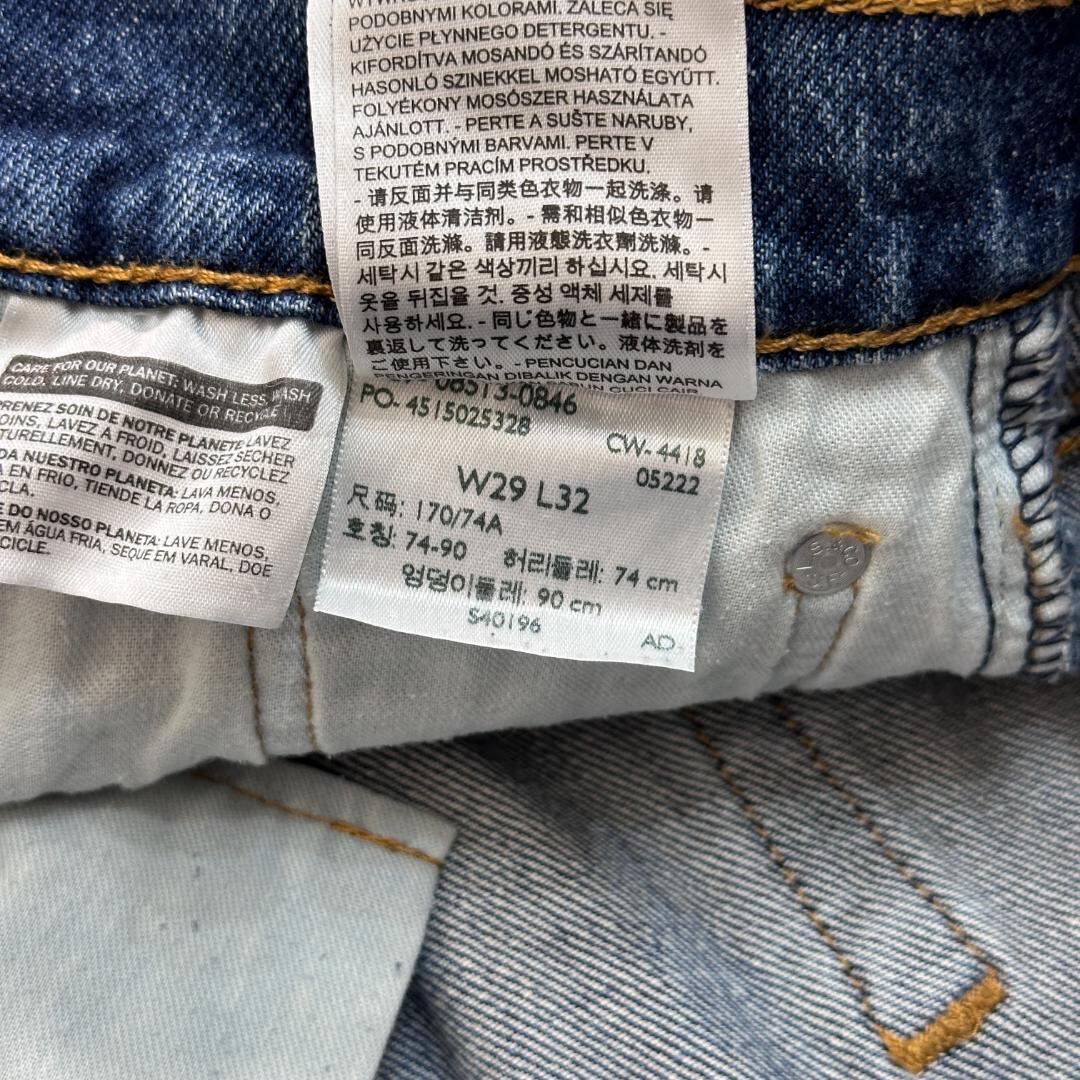 PODOBNYMI KOLORAMI. ZALECA SIĘ
UŻYCIE PŁYNNEGO DETERGENTU. -
KIFORDÍTVA MOSANDÓ ÉS SZÁRÍTANDÓ
HASONLÓ SZINEKKEL MOSHATÓ EGYÜTT.
FOLYÉKONY MOSÓSZER HASZNÁLATA
AJÁNLOTT. - PERTE A SUŠTE NARUBY,
S PODOBNÝMI BARVAMI. PERTE V
TEKUTÉM PRACÍM PROSTŘEDKU.
- 请反面并与同类色衣物一起洗涤。请
使用液体清洁剂。- 需和相似色衣物一
同反面洗滌。請用液態洗衣劑洗滌。-
세탁시 같은 색상끼리 하십시요. 세탁시
옷을 뒤집을 것. 중성 액체 세제를
사용하세요. - 同じ色物と一緒に製品を
裏返して洗ってください。液体洗剤を
ご使用下さい。- PENCUCIAN DAN
PENGERINGAN DIBALIK DENGAN WARNA
CUCI CAIR
CARE FOR OUR PLANET: WASH LESS, WASH
COLD, LINE DRY, DONATE OR RECYCLE
PRENEZ SOIN DE NOTRE PLANETE LAVEZ
MOINS, LAVEZ À FROID, LAISSEZ SÉCHER
NATURELLEMENT, DONNEZ OU RECYCLEZ
NUESTRO PLANETA: LAVA MENOS,
EN FRIO, TIENDE LA ROPA, DONA O
DO NOSSO PLANETA: LAVE MENOS,
EM ÁGUA FRIA, SEQUE EM VARAL, DOE
08513-0846
PO- 4515025328
CW- 4418
05222
W29 L32
尺码: 170/74A
호칭: 74-90 허리둘레: 74 cm
엉덩이둘레: 90 cm
S40196
AD